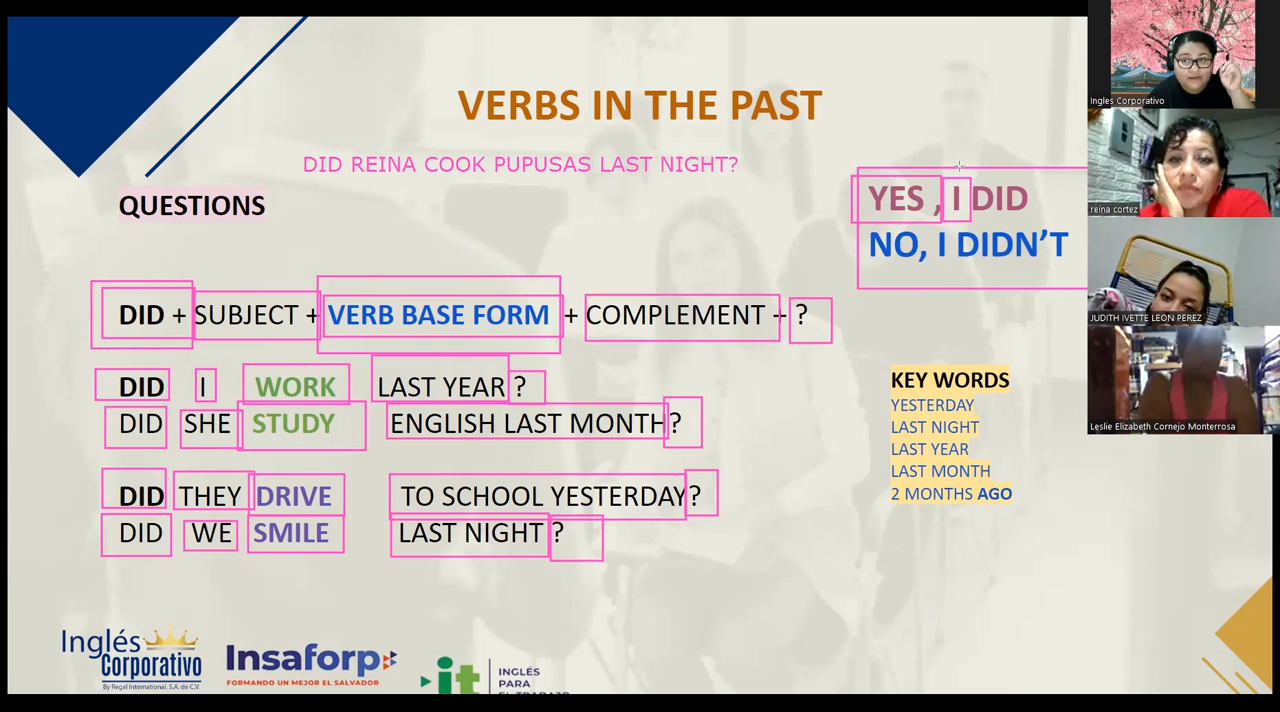 VERBS IN THE PAST
DID REINA COOK PUPUSAS LAST NIGHT?
QUESTIONS
YES , I DID
NO, I DIDN'T
DID + SUBJECT + VERB BASE FORM + COMPLEMENT - ?
DID I WORK LAST YEAR ?
DID SHE STUDY ENGLISH LAST MONTH ?
DID THEY DRIVE TO SCHOOL YESTERDAY ?
DID WE SMILE LAST NIGHT ?
KEY WORDS
YESTERDAY
LAST NIGHT
LAST YEAR
LAST MONTH
2 MONTHS AGO
Ingles Corporativo
reina cortez
JUDITH IVETTE LEON PEREZ
Leslie Elizabeth Cornejo Monterrosa
Inglés
Corporativo
By Regal International, S.A. de C.V.
Insaforp
FORMANDO UN MEJOR EL SALVADOR
it
INGLÉS
PARA
EL TRABAJO